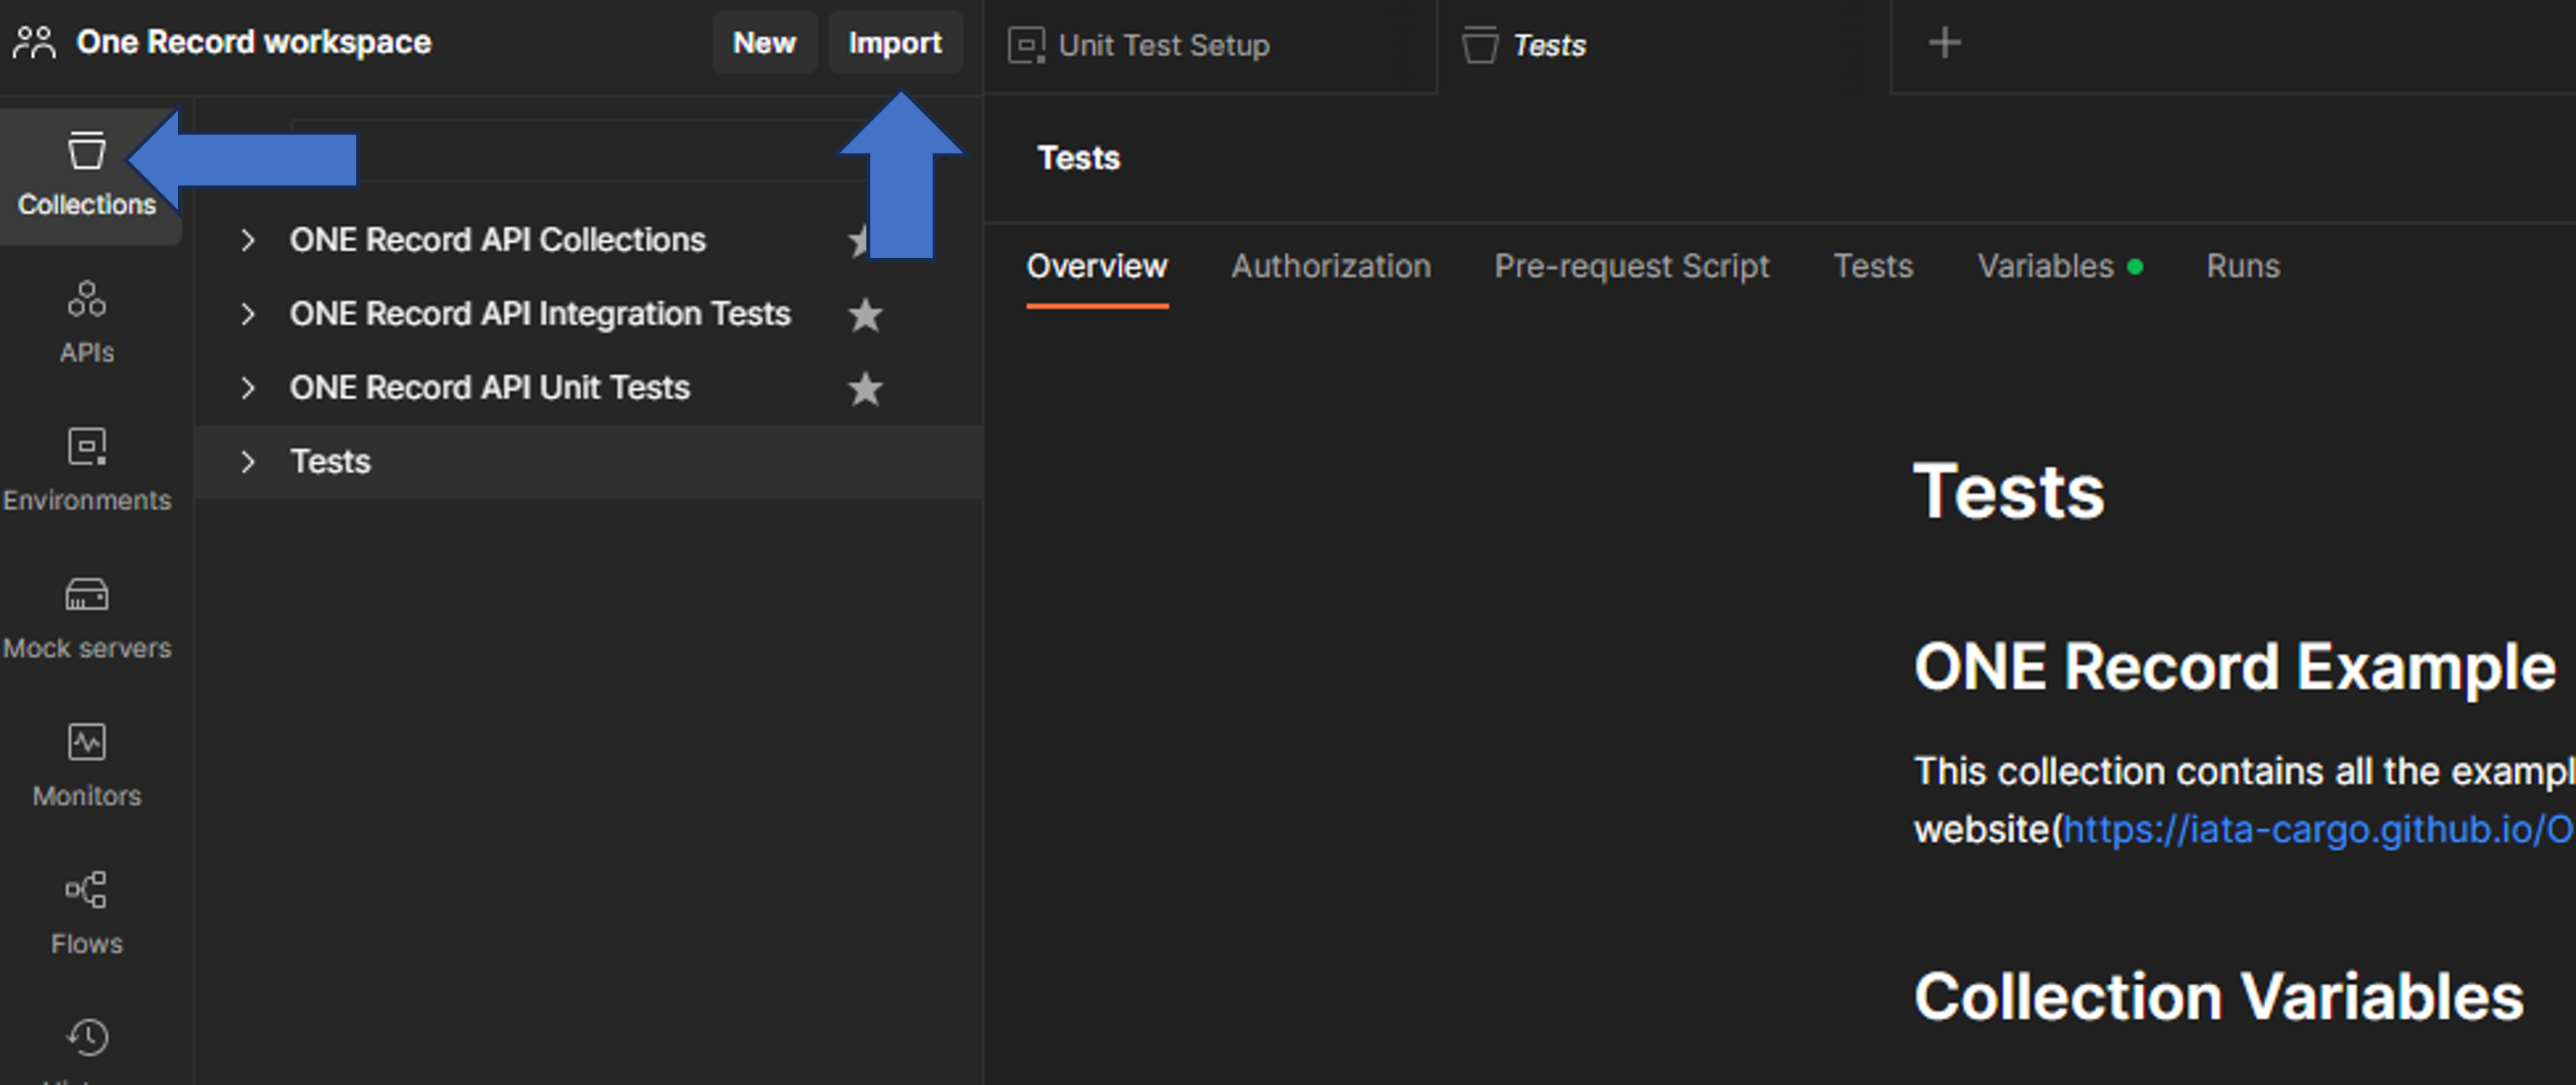 One Record workspace
New
Import
Unit Test Setup
Tests
Collections
APIs
Environments
Mock servers
Monitors
Flows
ONE Record API Collections
ONE Record API Integration Tests
ONE Record API Unit Tests
Tests
Tests
Overview
Authorization
Pre-request Script
Tests
Variables
Runs
Tests
ONE Record Example
This collection contains all the exampl
website(https://iata-cargo.github.io/O
Collection Variables